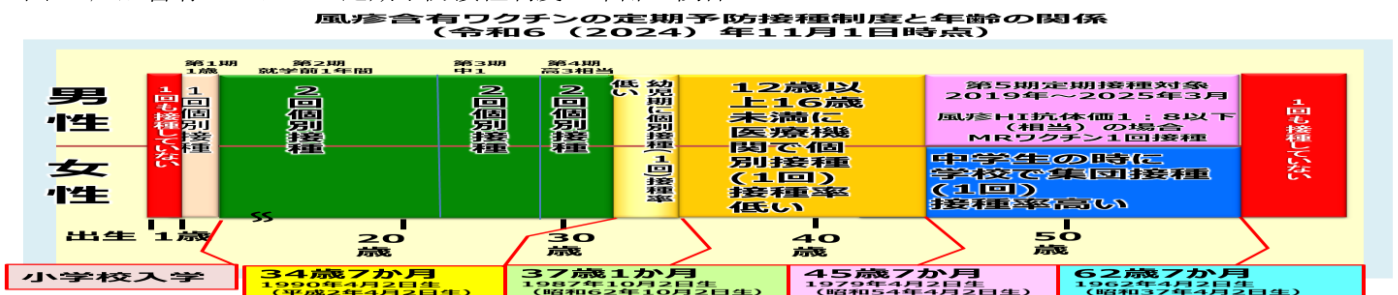 風疹含有ワクチンの定期予防接種制度と年齢の関係
(令和6(2024)年11月1日時点)
第1期
1歳
第2期
就学前1年間
第3期
中1
第4期
高3相当
男性
女性
1回も接種していない
1回個別接種
2回個別接種
2回個別接種
2回個別接種
幼児期に個別接種(1回)接種率
低い
12歳以
上16歳
未満に
医療機
関で個
別接種
(1回)
接種率
低い
第5期定期接種対象
2019年~2025年3月
風疹HI抗体価1:8以下
(相当)の場合
MRワクチン1回接種
中学生の時に
学校で集団接種
(1回)
接種率高い
1回も接種していない
出生
1歳
20
歳
30
歳
40
歳
50
歳
小学校入学
34歳7か月
1990年4月2日生
(平成2年4月2日生)
37歳1か月
1987年10月2日生
(昭和62年10月2日生)
45歳7か月
1979年4月2日生
(昭和54年4月2日生)
62歳7か月
1962年4月2日生
(昭和37年4月2日生)